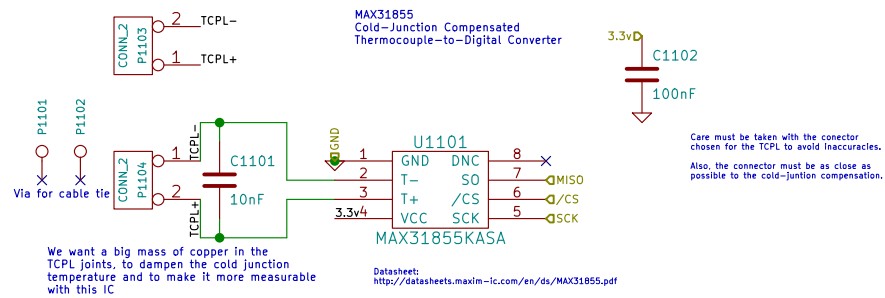 CONN_2
P1103
2
TCPL-
1
TCPL+
MAX31855
Cold-Junction Compensated
Thermocouple-to-Digital Converter
3.3v
C1102
100nF
P1101
P1102
Via for cable tie
CONN_2
P1104
1
TCPL-
2
TCPL+
C1101
10nF
GND
U1101
1
GND
DNC
8
2
T-
SO
7
MISO
3
T+
/CS
6
/CS
3.3v
4
VCC
SCK
5
SCK
MAX31855KASA
Care must be taken with the conector
chosen for the TCPL to avoid Inaccuracles.
Also, the connector must be as close as
possible to the cold-juntion compensation.
We want a big mass of copper in the
TCPL joints, to dampen the cold junction
temperature and to make it more measurable
with this IC
Datasheet:
http://datasheets.maxim-ic.com/en/ds/MAX31855.pdf